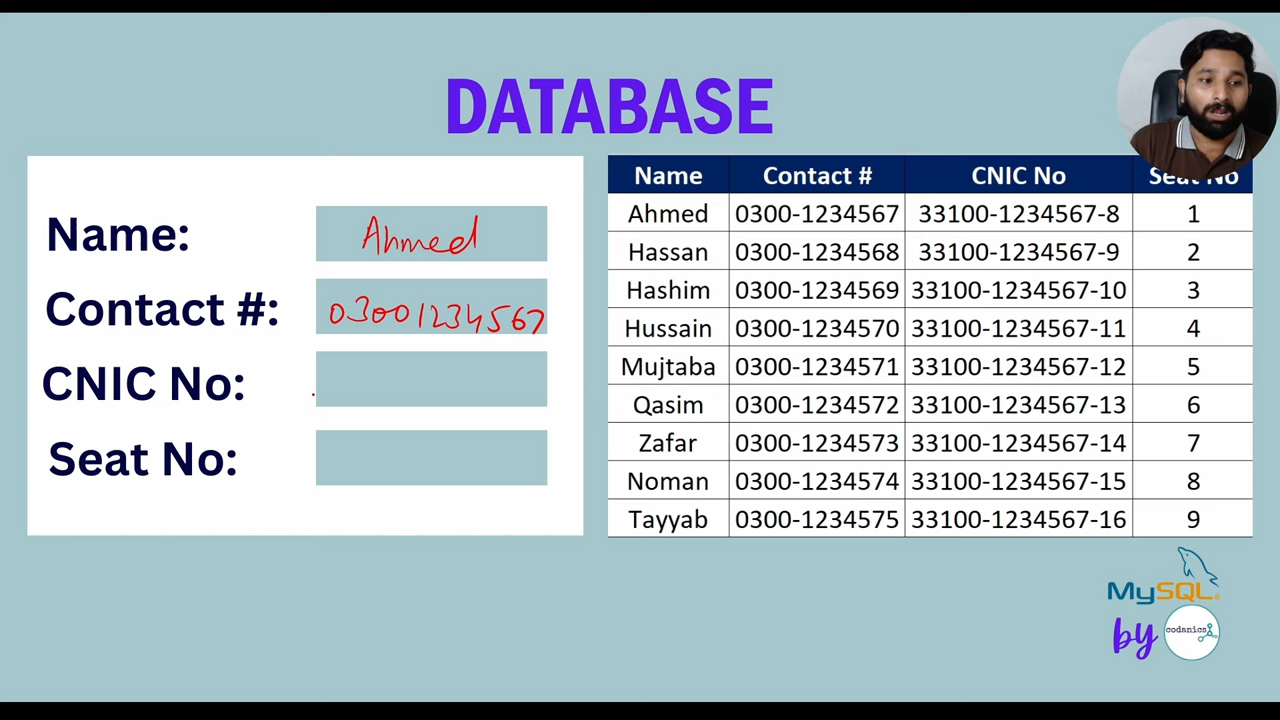 DATABASE
Name: Ahmed
Contact #: 03001234567
CNIC No:
Seat No:
Name Contact # CNIC No Seat No
Ahmed 0300-1234567 33100-1234567-8 1
Hassan 0300-1234568 33100-1234567-9 2
Hashim 0300-1234569 33100-1234567-10 3
Hussain 0300-1234570 33100-1234567-11 4
Mujtaba 0300-1234571 33100-1234567-12 5
Qasim 0300-1234572 33100-1234567-13 6
Zafar 0300-1234573 33100-1234567-14 7
Noman 0300-1234574 33100-1234567-15 8
Tayyab 0300-1234575 33100-1234567-16 9
MySQL
by codanics